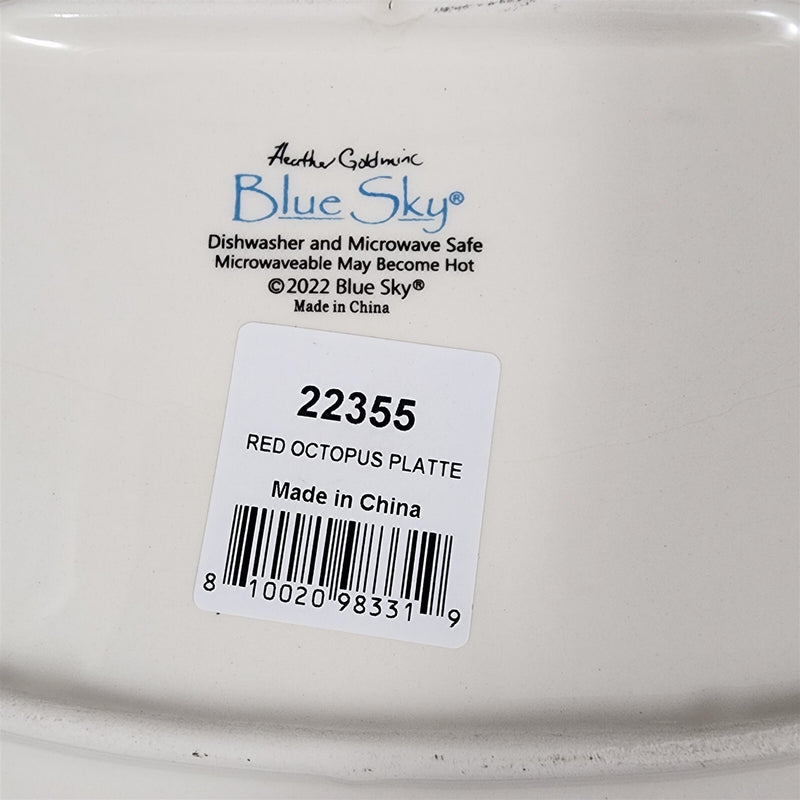 Heather Goldminc
Blue Sky®
Dishwasher and Microwave Safe
Microwaveable May Become Hot
©2022 Blue Sky®
Made in China
22355
RED OCTOPUS PLATTE
Made in China
8 10020 98331 9